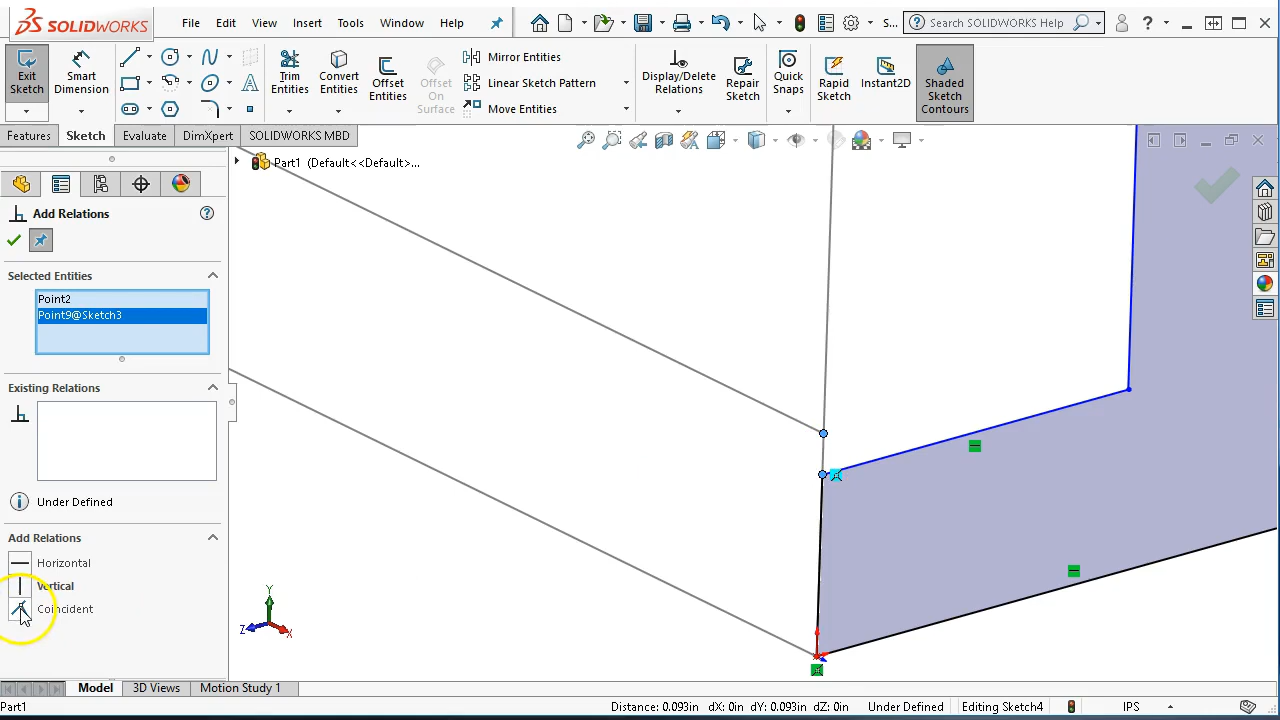 SOLIDWORKS File Edit View Insert Tools Window Help S... Search SOLIDWORKS Help
Exit Sketch
Smart Dimension
Trim Entities
Convert Entities
Offset Entities
Offset On Surface
Mirror Entities
Linear Sketch Pattern
Move Entities
Display/Delete Relations
Repair Sketch
Quick Snaps
Rapid Sketch
Instant2D
Shaded Sketch Contours
Features Sketch Evaluate DimXpert SOLIDWORKS MBD
Part1 (Default<<Default>...
Add Relations
Selected Entities
Point2
Point9@Sketch3
Existing Relations
Under Defined
Add Relations
Horizontal
Vertical
Coincident
Y
Z
X
Model 3D Views Motion Study 1
Part1 Distance: 0.093in dX: 0in dY: 0.093in dZ: 0in Under Defined Editing Sketch4 IPS